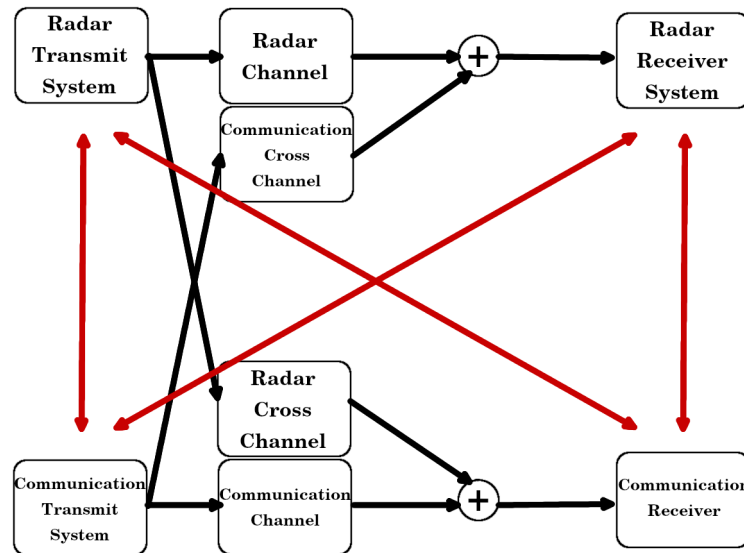 Radar
Transmit
System
Radar
Channel
+
Radar
Receiver
System
Communication
Cross
Channel
Radar
Cross
Channel
Communication
Transmit
System
Communication
Channel
+
Communication
Receiver